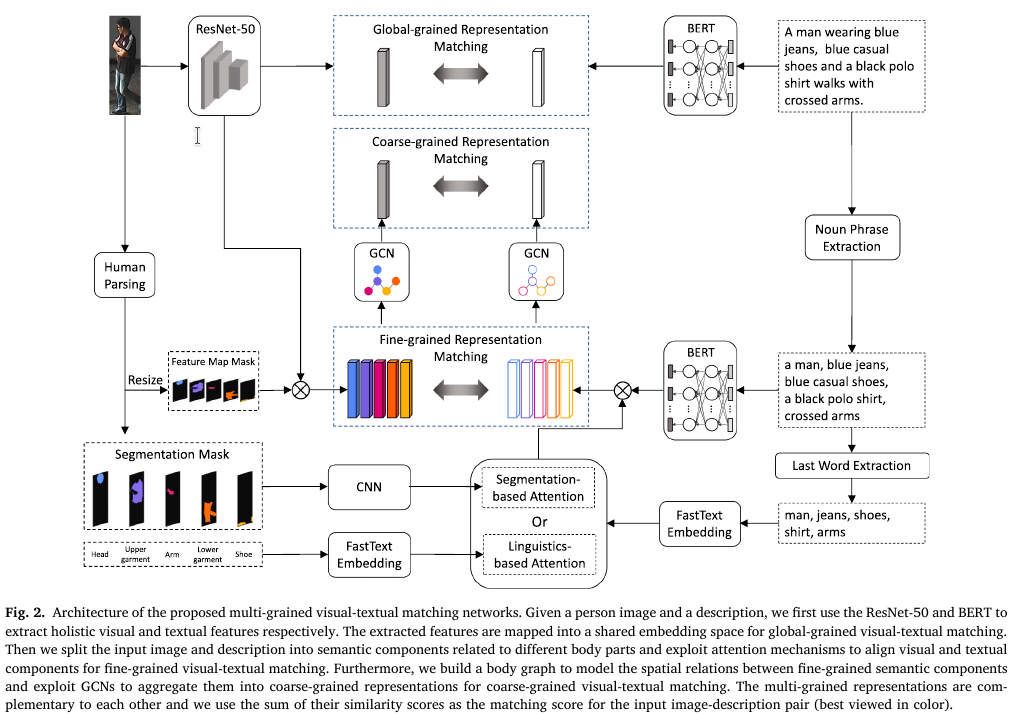 ResNet-50
Global-grained Representation
Matching
BERT
A man wearing blue
jeans, blue casual
shoes and a black polo
shirt walks with
crossed arms.
Coarse-grained Representation
Matching
Noun Phrase
Extraction
Human
Parsing
GCN
GCN
Fine-grained Representation
Matching
Feature Map Mask
Resize
BERT
a man, blue jeans,
blue casual shoes,
a black polo shirt,
crossed arms
Segmentation Mask
Last Word Extraction
CNN
Segmentation-
based Attention
Or
Linguistics-
based Attention
FastText
Embedding
man, jeans, shoes,
shirt, arms
Head
Upper
garment
Arm
Lower
garment
Shoe
FastText
Embedding
Fig. 2. Architecture of the proposed multi-grained visual-textual matching networks. Given a person image and a description, we first use the ResNet-50 and BERT to
extract holistic visual and textual features respectively. The extracted features are mapped into a shared embedding space for global-grained visual-textual matching.
Then we split the input image and description into semantic components related to different body parts and exploit attention mechanisms to align visual and textual
components for fine-grained visual-textual matching. Furthermore, we build a body graph to model the spatial relations between fine-grained semantic components
and exploit GCNs to aggregate them into coarse-grained representations for coarse-grained visual-textual matching. The multi-grained representations are com-
plementary to each other and we use the sum of their similarity scores as the matching score for the input image-description pair (best viewed in color).